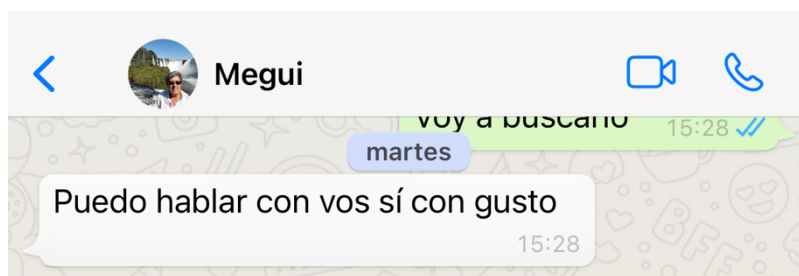 Megui
voy a buscarlo 15:28
martes
Puedo hablar con vos sí con gusto
15:28